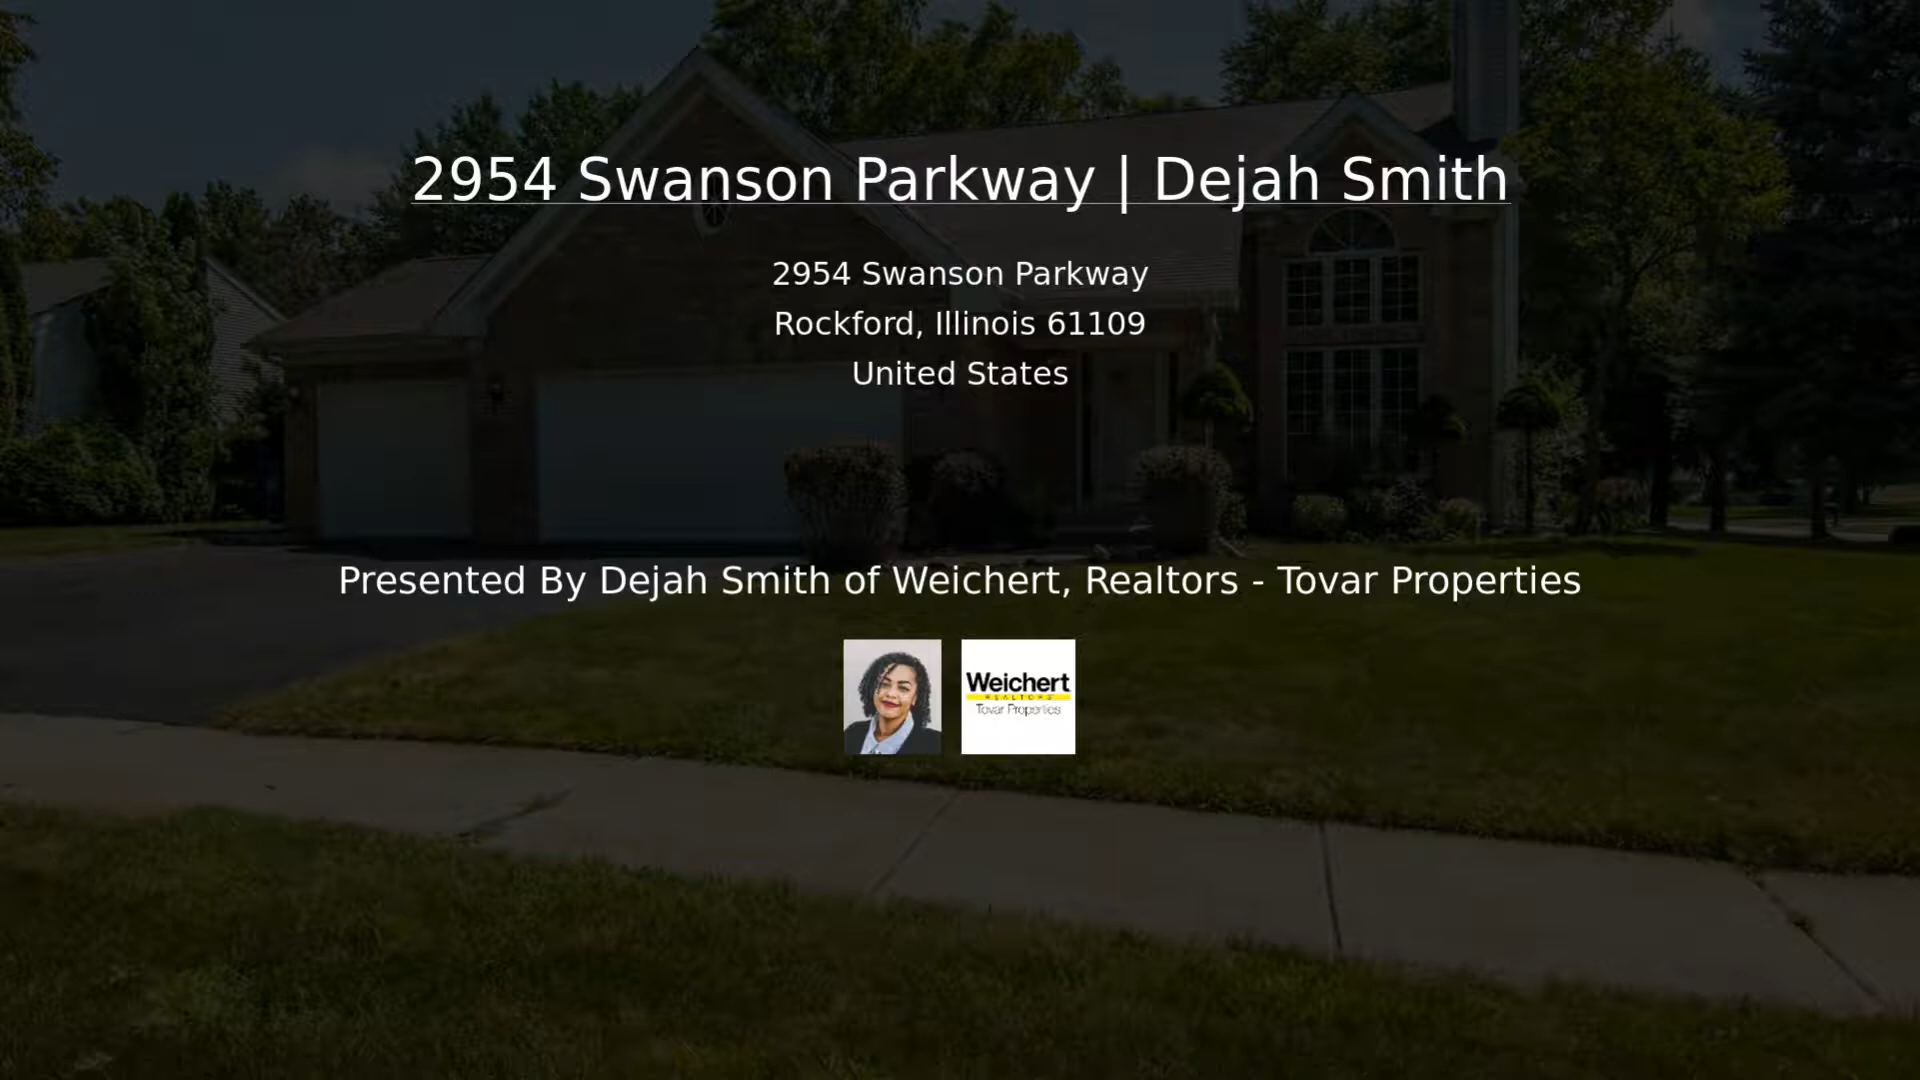 2954 Swanson Parkway | Dejah Smith
2954 Swanson Parkway
Rockford, Illinois 61109
United States
Presented By Dejah Smith of Weichert, Realtors - Tovar Properties
Weichert
REALTORS
Tovar Properties